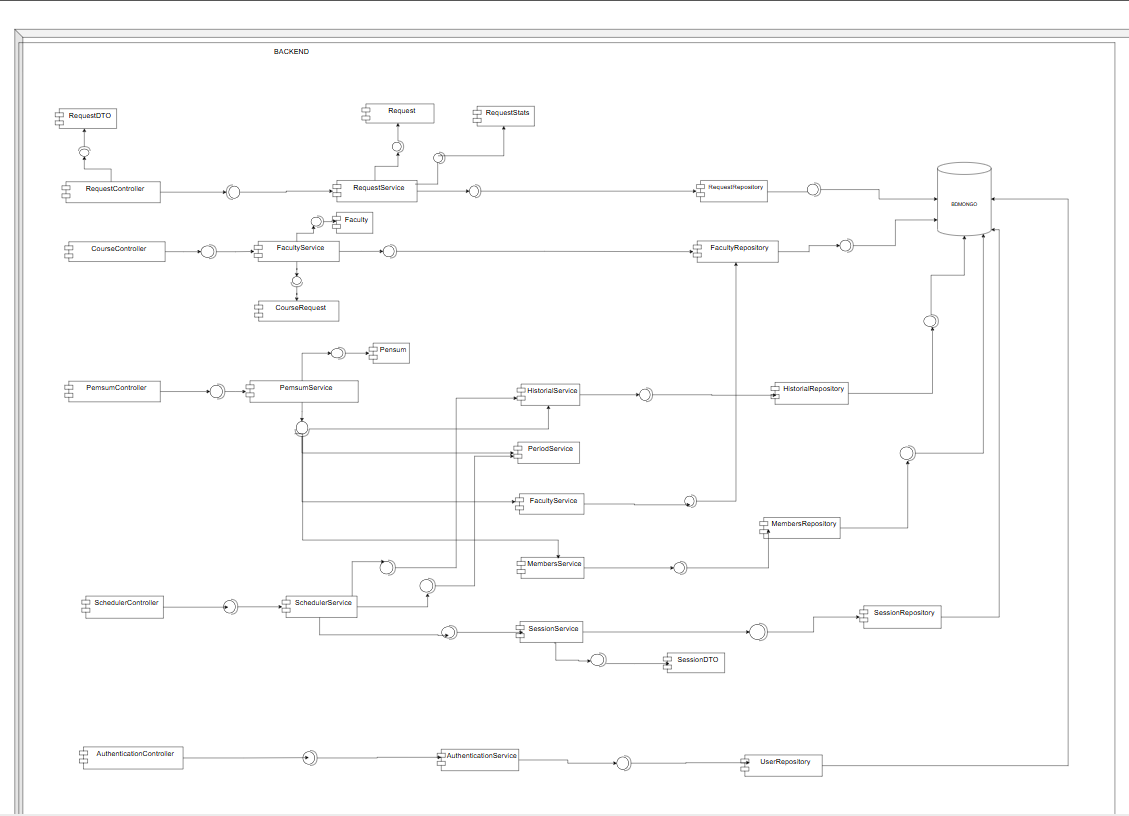 BACKEND
RequestDTO
Request
RequestStats
RequestController
RequestService
RequestRepository
BDMONGO
Faculty
CourseController
FacultyService
FacultyRepository
CourseRequest
Pensum
PemsumController
PemsumService
HistorialService
HistorialRepository
PeriodService
FacultyService
MembersRepository
MembersService
SchedulerController
SchedulerService
SessionRepository
SessionService
SessionDTO
AuthenticationController
AuthenticationService
UserRepository